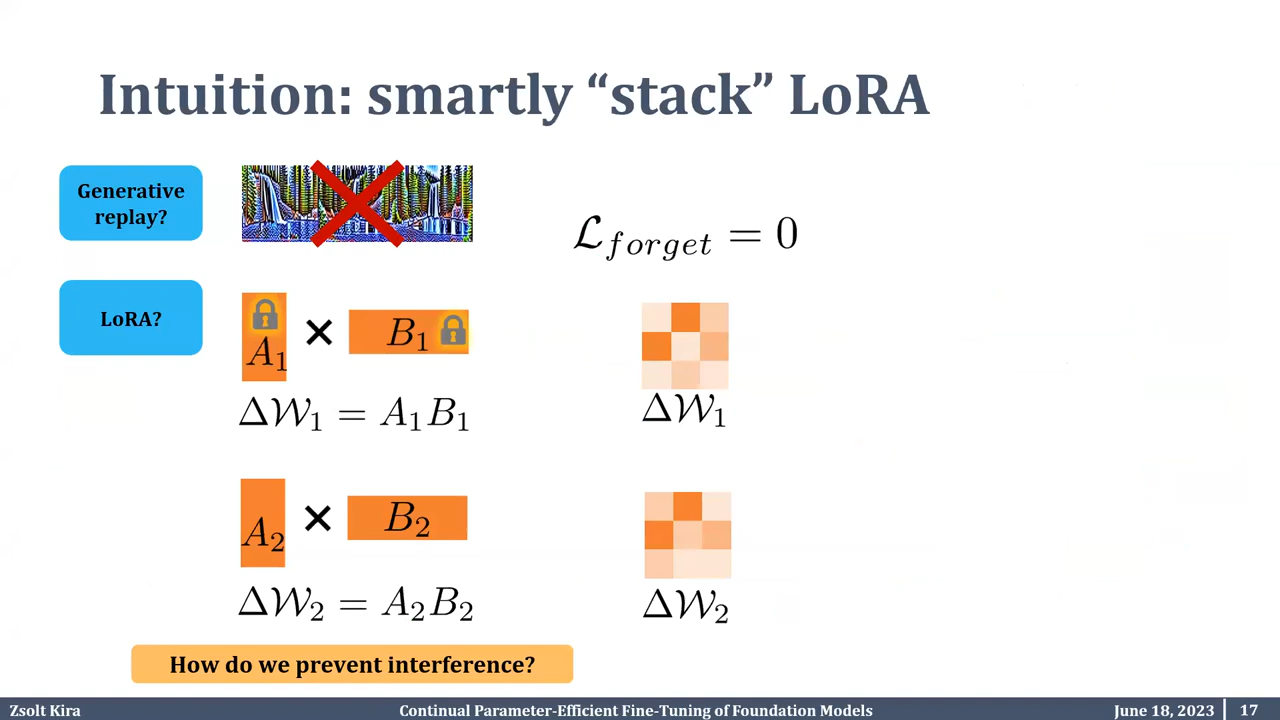 Intuition: smartly “stack” LoRA
Generative
replay?
ℒ_forget = 0
LoRA?
A₁ × B₁
Δ𝒲₁ = A₁B₁
Δ𝒲₁
A₂ × B₂
Δ𝒲₂ = A₂B₂
Δ𝒲₂
How do we prevent interference?
Zsolt Kira
Continual Parameter-Efficient Fine-Tuning of Foundation Models
June 18, 2023
17